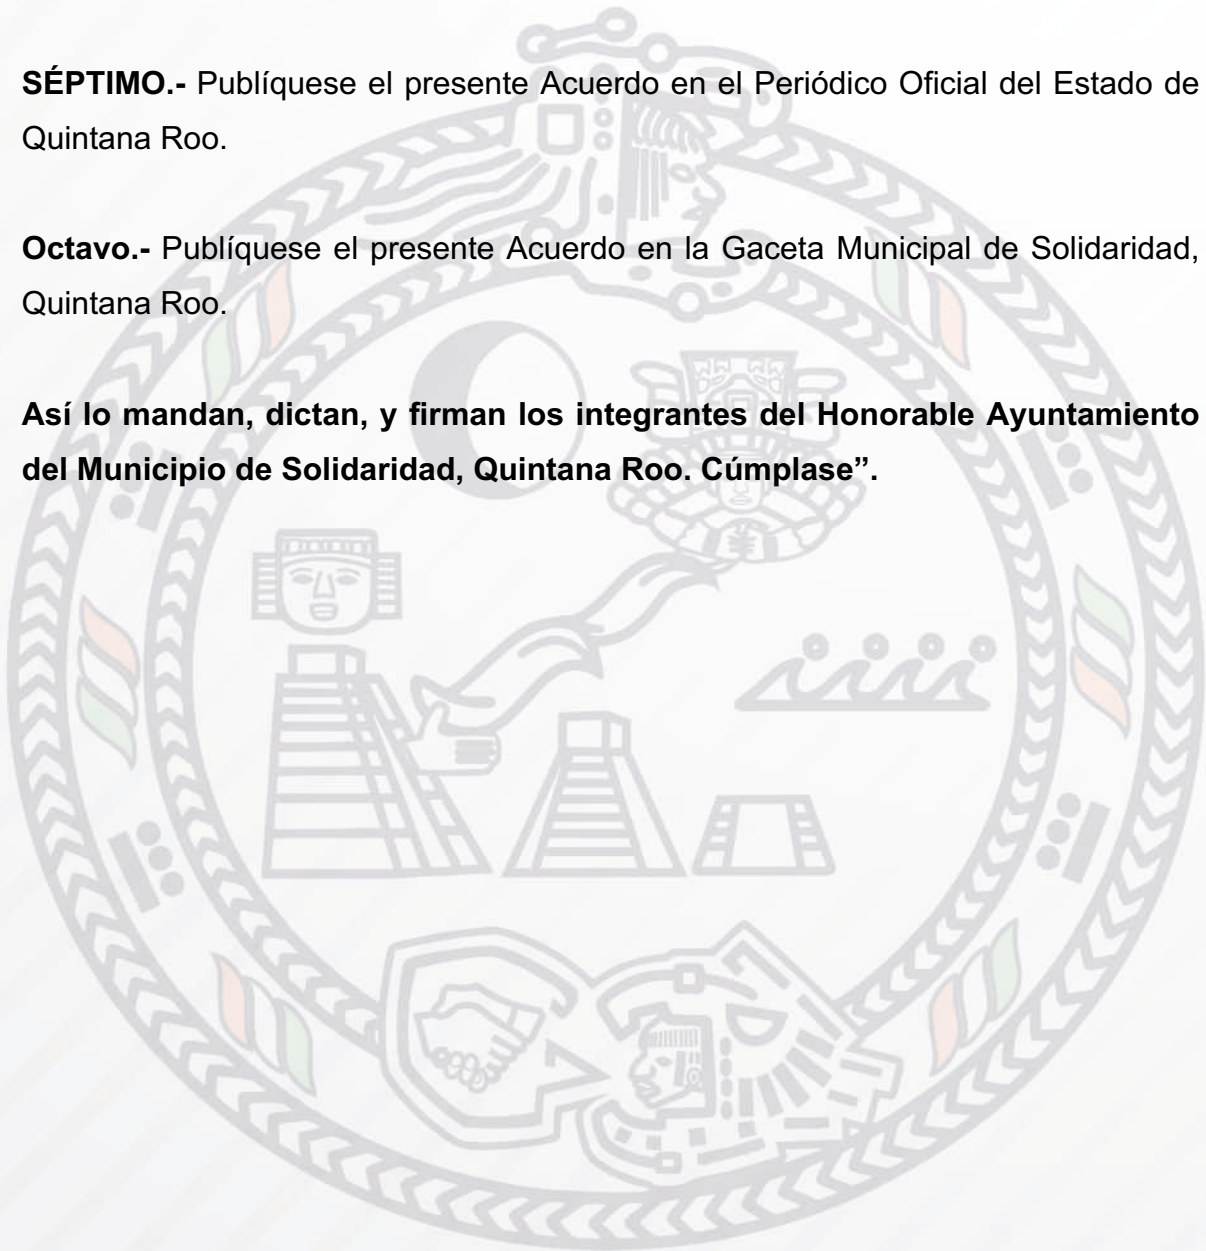 SÉPTIMO.- Publíquese el presente Acuerdo en el Periódico Oficial del Estado de
Quintana Roo.
Octavo.- Publíquese el presente Acuerdo en la Gaceta Municipal de Solidaridad,
Quintana Roo.
Así lo mandan, dictan, y firman los integrantes del Honorable Ayuntamiento
del Municipio de Solidaridad, Quintana Roo. Cúmplase”.